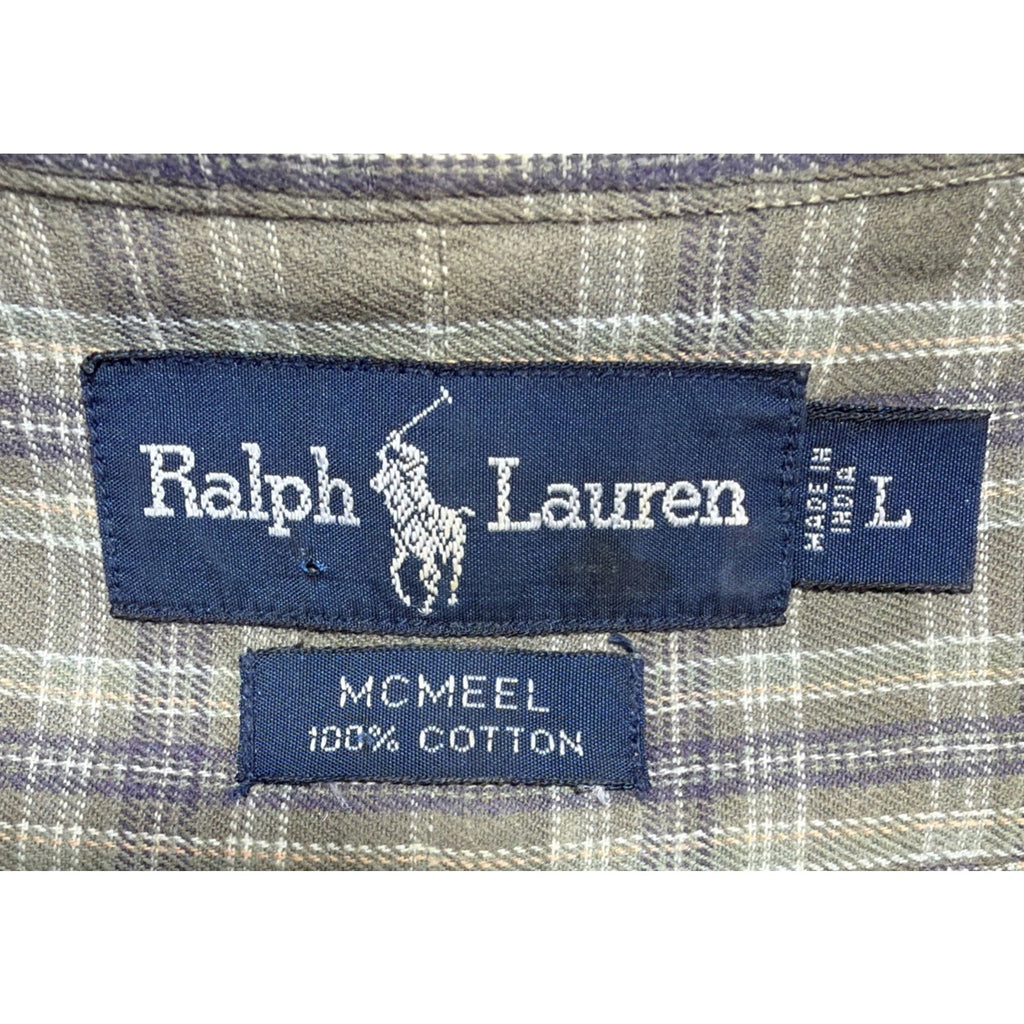 Ralph Lauren
MADE IN
INDIA
L
MCMEEL
100% COTTON